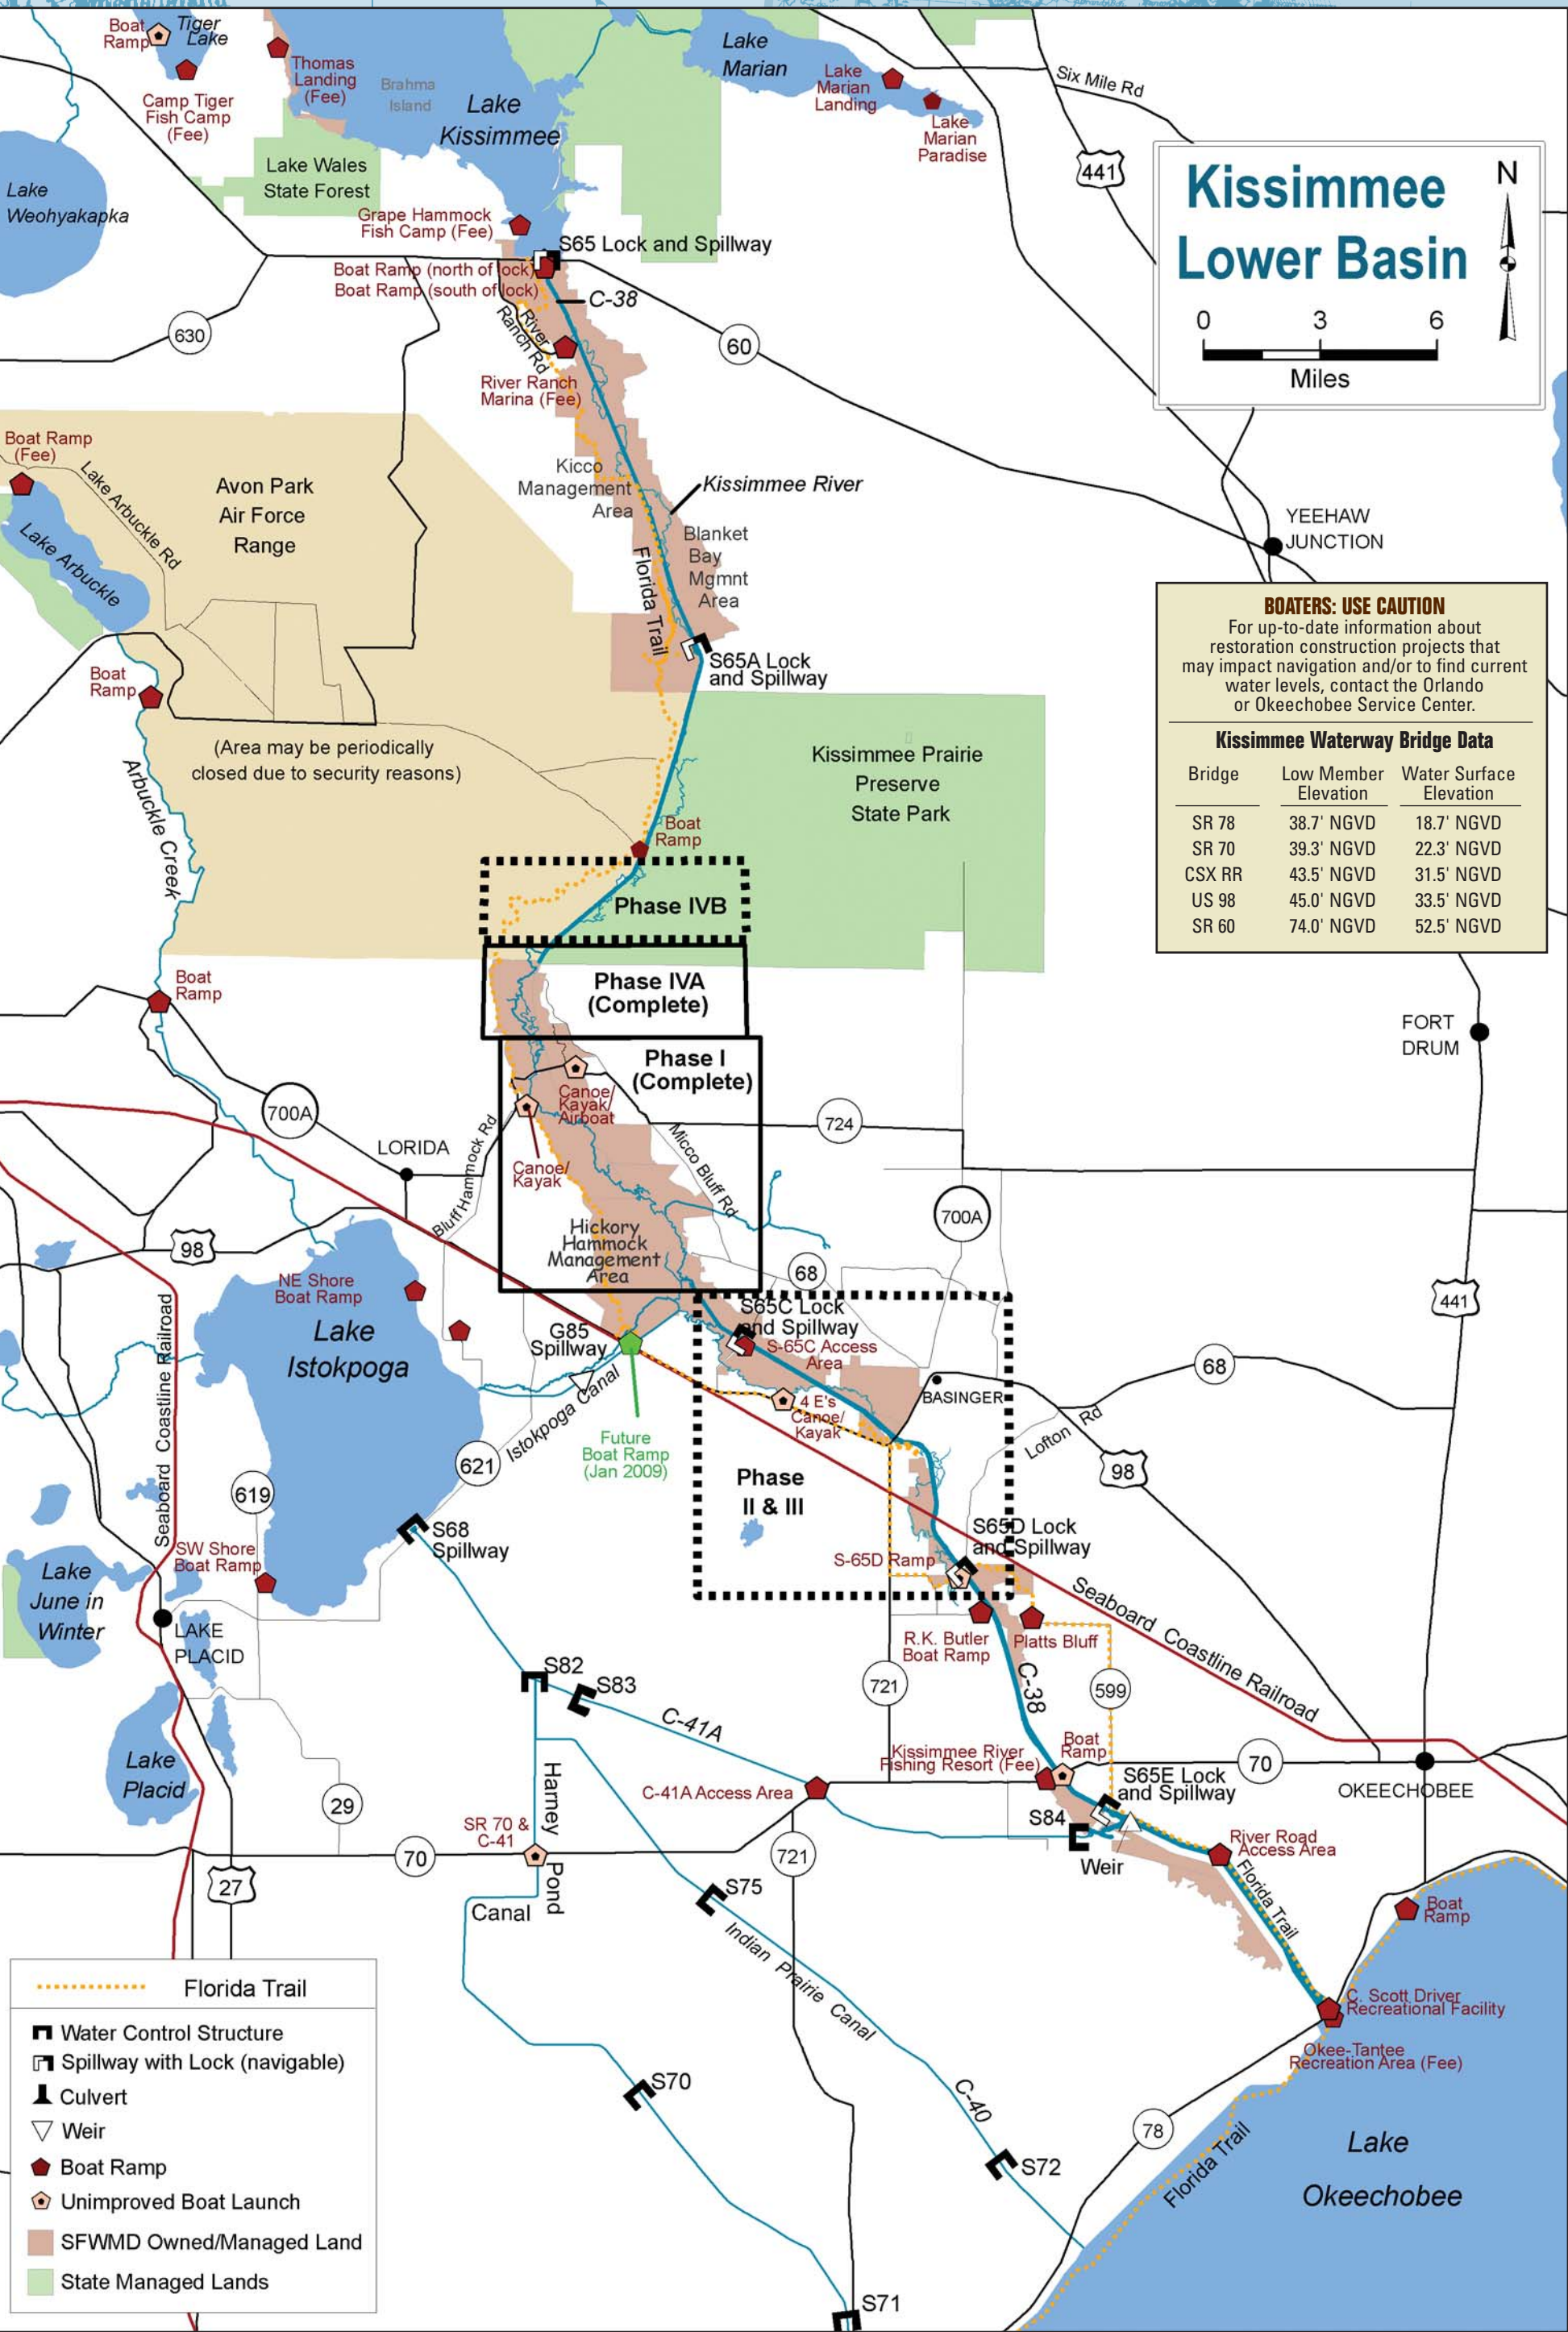 Boat
Ramp
Tiger
Lake
Camp Tiger
Fish Camp
(Fee)
Thomas
Landing
(Fee)
Brahma
Island
Lake
Kissimmee
Lake
Marian
Lake
Marian
Landing
Lake
Marian
Paradise
Six Mile Rd
441
Lake
Weohyakapka
Lake Wales
State Forest
Grape Hammock
Fish Camp (Fee)
S65 Lock and Spillway
Boat Ramp (north of lock)
Boat Ramp (south of lock)
C-38
River
Ranch Rd
630
60
River Ranch
Marina (Fee)
Kissimmee
Lower Basin
N
0 3 6
Miles
Boat Ramp
(Fee)
Lake Arbuckle Rd
Lake Arbuckle
Avon Park
Air Force
Range
Kicco
Management
Area
Kissimmee River
Blanket
Bay
Mgmnt
Area
Florida Trail
YEEHAW
JUNCTION
S65A Lock
and Spillway
Boat
Ramp
(Area may be periodically
closed due to security reasons)
Arbuckle Creek
Kissimmee Prairie
Preserve
State Park
Boat
Ramp
BOATERS: USE CAUTION
For up-to-date information about
restoration construction projects that
may impact navigation and/or to find current
water levels, contact the Orlando
or Okeechobee Service Center.
Kissimmee Waterway Bridge Data
Bridge Low Member Elevation Water Surface Elevation
SR 78 38.7' NGVD 18.7' NGVD
SR 70 39.3' NGVD 22.3' NGVD
CSX RR 43.5' NGVD 31.5' NGVD
US 98 45.0' NGVD 33.5' NGVD
SR 60 74.0' NGVD 52.5' NGVD
Phase IVB
Phase IVA
(Complete)
Boat
Ramp
FORT
DRUM
Phase I
(Complete)
Canoe/
Kayak/
Airboat
Canoe/
Kayak
700A
LORIDA
Bluff Hammock Rd
Micco Bluff Rd
724
700A
98
Hickory
Hammock
Management
Area
68
441
NE Shore
Boat Ramp
Lake
Istokpoga
Seaboard Coastline Railroad
G85
Spillway
Istokpoga Canal
S65C Lock
and Spillway
S-65C Access
Area
68
BASINGER
4 E's
Canoe/
Kayak
Lofton Rd
98
Future
Boat Ramp
(Jan 2009)
621
619
Phase
II & III
S68
Spillway
S65D Lock
and Spillway
S-65D Ramp
SW Shore
Boat Ramp
Lake
June in
Winter
LAKE
PLACID
Seaboard Coastline Railroad
R.K. Butler
Boat Ramp
Platts Bluff
C-38
721
599
S82
S83
C-41A
Lake
Placid
29
Harney
Pond
Canal
Kissimmee River
Fishing Resort (Fee)
Boat
Ramp
70
OKEECHOBEE
C-41A Access Area
S65E Lock
and Spillway
S84
Weir
SR 70 &
C-41
70
27
721
River Road
Access Area
Florida Trail
Boat
Ramp
S75
Indian Prairie Canal
C. Scott Driver
Recreational Facility
Okee-Tantee
Recreation Area (Fee)
S70
C-40
S72
78
Florida Trail
Lake
Okeechobee
S71
Florida Trail
Water Control Structure
Spillway with Lock (navigable)
Culvert
Weir
Boat Ramp
Unimproved Boat Launch
SFWMD Owned/Managed Land
State Managed Lands